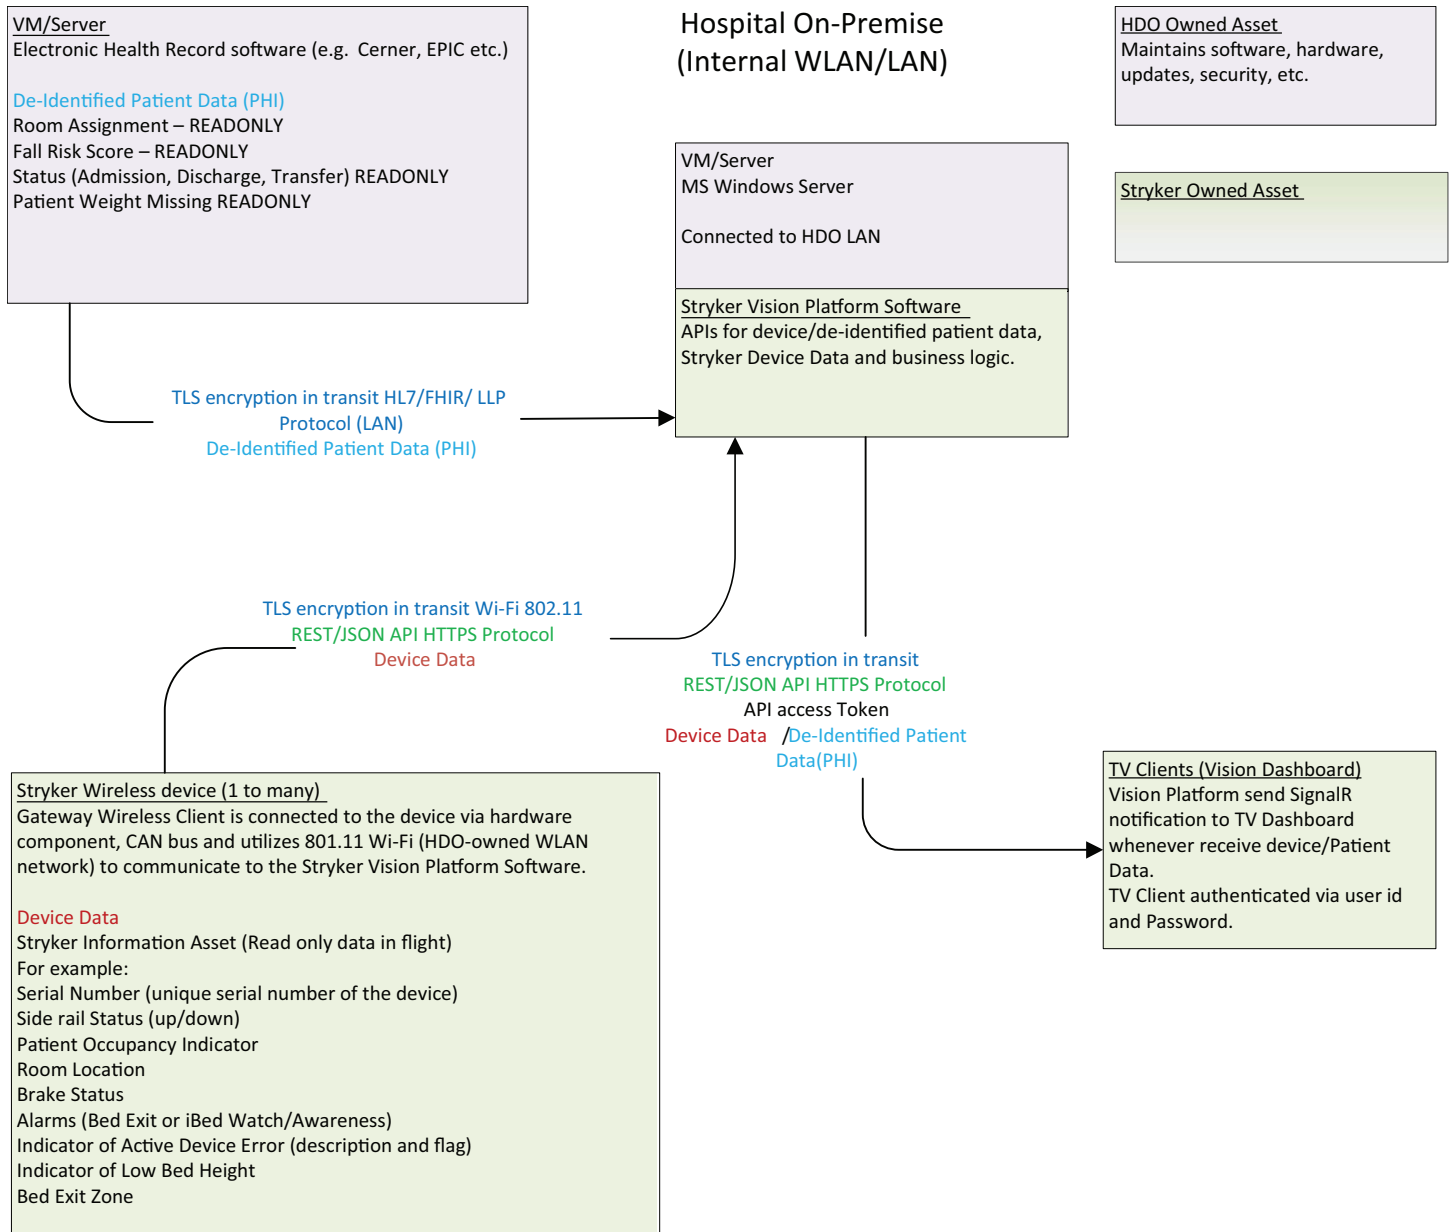 VM/Server
Electronic Health Record software (e.g. Cerner, EPIC etc.)
De-Identified Patient Data (PHI)
Room Assignment – READONLY
Fall Risk Score – READONLY
Status (Admission, Discharge, Transfer) READONLY
Patient Weight Missing READONLY
Hospital On-Premise
(Internal WLAN/LAN)
HDO Owned Asset
Maintains software, hardware,
updates, security, etc.
Stryker Owned Asset
VM/Server
MS Windows Server
Connected to HDO LAN
Stryker Vision Platform Software
APIs for device/de-identified patient data,
Stryker Device Data and business logic.
TLS encryption in transit HL7/FHIR/ LLP
Protocol (LAN)
De-Identified Patient Data (PHI)
TLS encryption in transit Wi-Fi 802.11
REST/JSON API HTTPS Protocol
Device Data
TLS encryption in transit
REST/JSON API HTTPS Protocol
API access Token
Device Data /De-Identified Patient
Data(PHI)
TV Clients (Vision Dashboard)
Vision Platform send SignalR
notification to TV Dashboard
whenever receive device/Patient
Data.
TV Client authenticated via user id
and Password.
Stryker Wireless device (1 to many)
Gateway Wireless Client is connected to the device via hardware
component, CAN bus and utilizes 801.11 Wi-Fi (HDO-owned WLAN
network) to communicate to the Stryker Vision Platform Software.
Device Data
Stryker Information Asset (Read only data in flight)
For example:
Serial Number (unique serial number of the device)
Side rail Status (up/down)
Patient Occupancy Indicator
Room Location
Brake Status
Alarms (Bed Exit or iBed Watch/Awareness)
Indicator of Active Device Error (description and flag)
Indicator of Low Bed Height
Bed Exit Zone